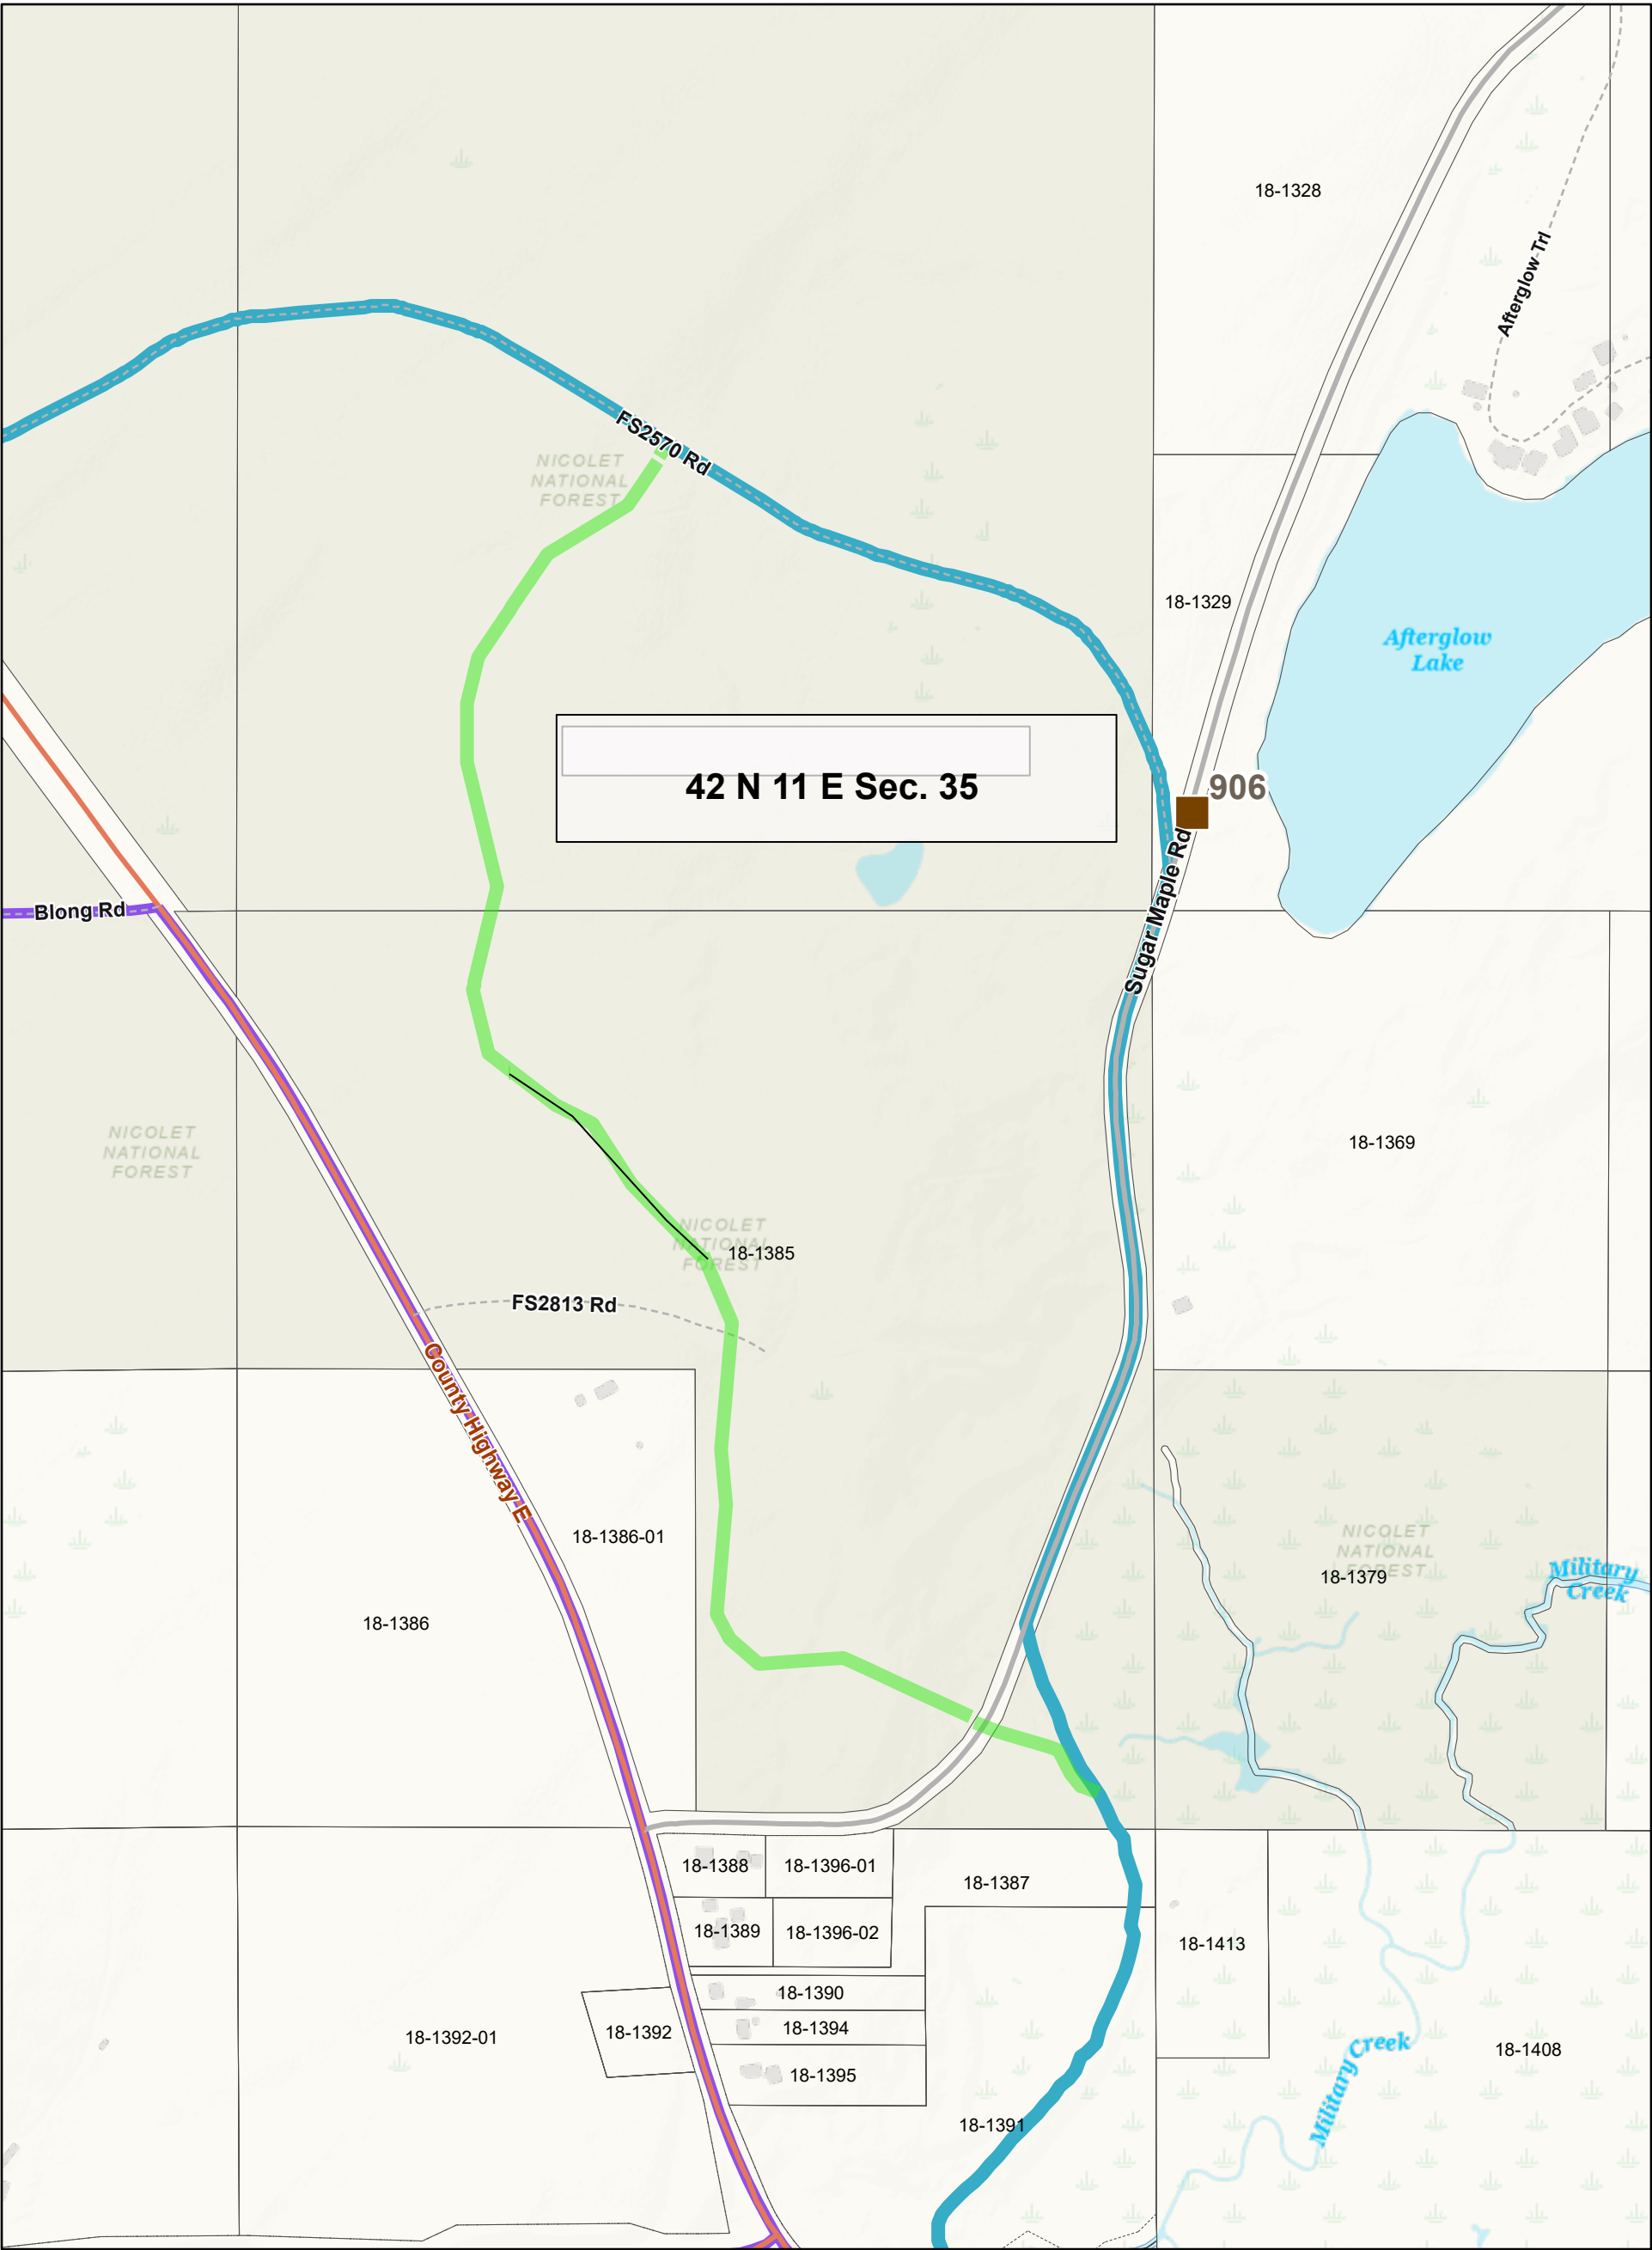 18-1328
Afterglow Trl
FS2570 Rd
NICOLET
NATIONAL
FOREST
18-1329
Afterglow
Lake
42 N 11 E Sec. 35
906
Sugar Maple Rd
Blong Rd
NICOLET
NATIONAL
FOREST
18-1369
NICOLET
NATIONAL
FOREST
18-1385
FS2813 Rd
County Highway E
18-1386-01
NICOLET
NATIONAL
FOREST
18-1379
Military
Creek
18-1386
18-1388
18-1396-01
18-1387
18-1389
18-1396-02
18-1413
18-1390
18-1392-01
18-1392
18-1394
18-1395
Military Creek
18-1408
18-1391